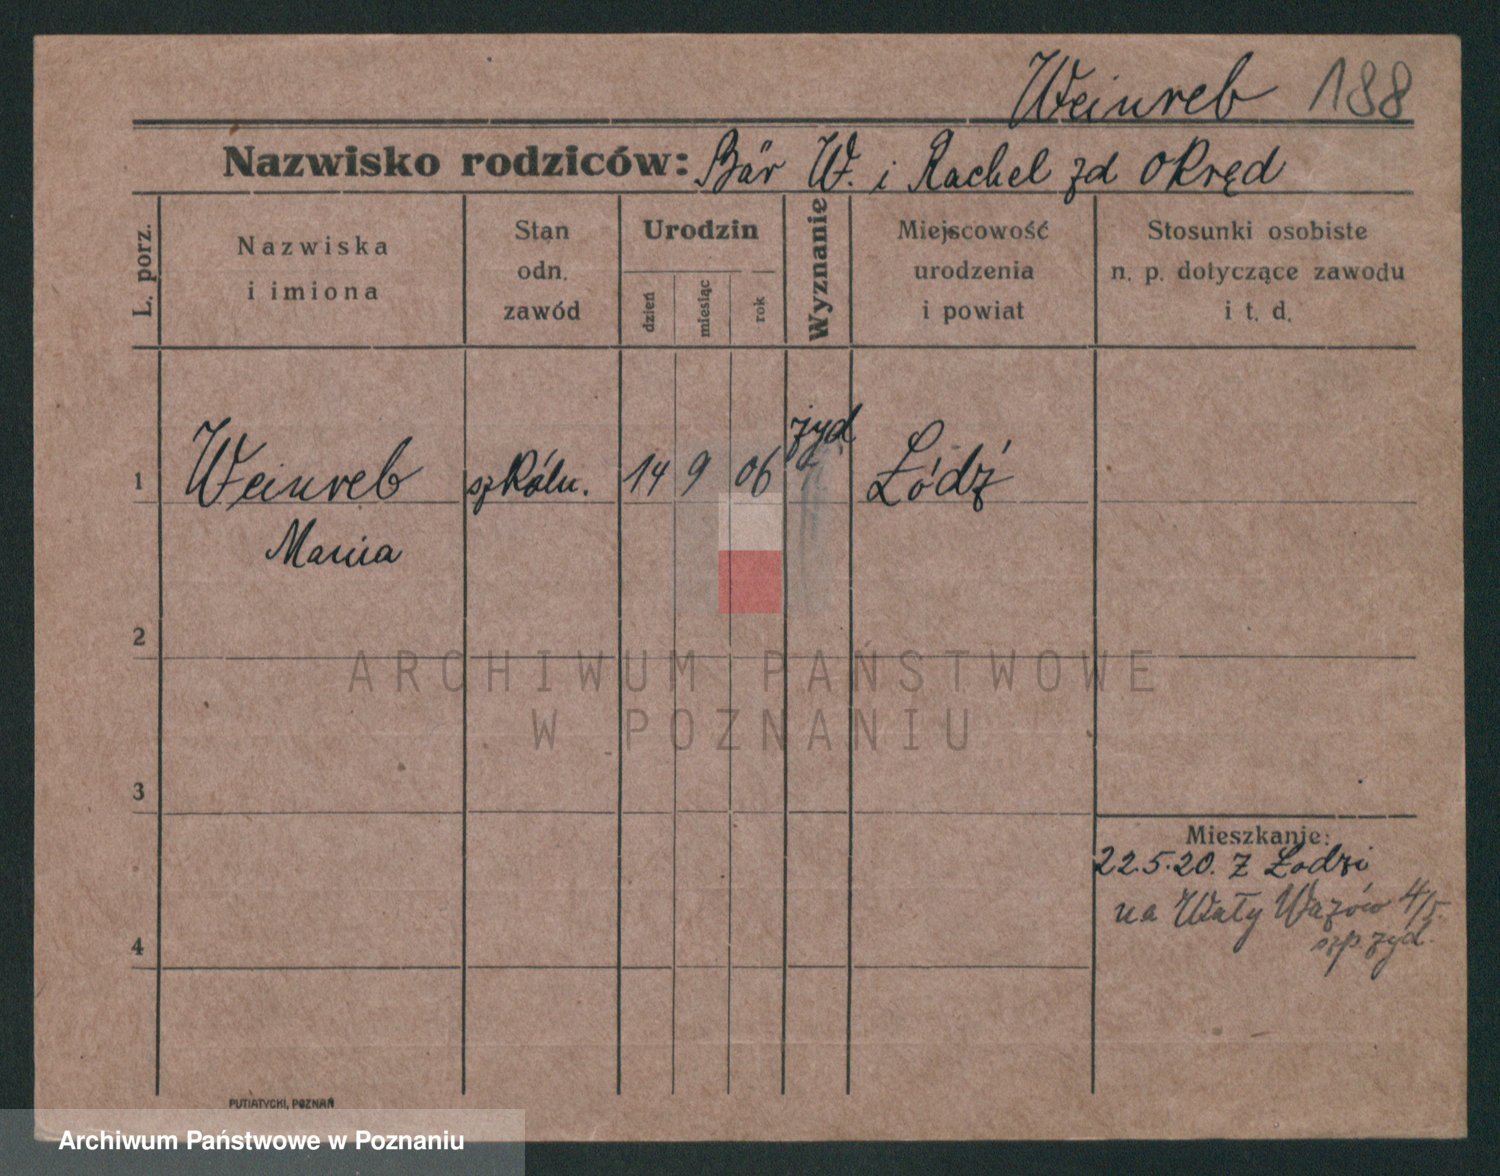 Weinreb 188
Nazwisko rodziców: Bär W. i Rachel zd Okręd
L. porz.
Nazwiska
i imiona
Stan
odn.
zawód
Urodzin
dzień
miesiąc
rok
Wyznanie
Miejscowość
urodzenia
i powiat
Stosunki osobiste
n. p. dotyczące zawodu
i t. d.
1 Weinreb 14 9 06 żyd Łódź
2
ARCHIWUM PAŃSTWOWE
W POZNANIU
3
Mieszkanie:
22.5.20. z Łodzi
na Wały Wazów 4/5.
szp. żyd.
4
PUTIATYCKI, POZNAŃ
Archiwum Państwowe w Poznaniu